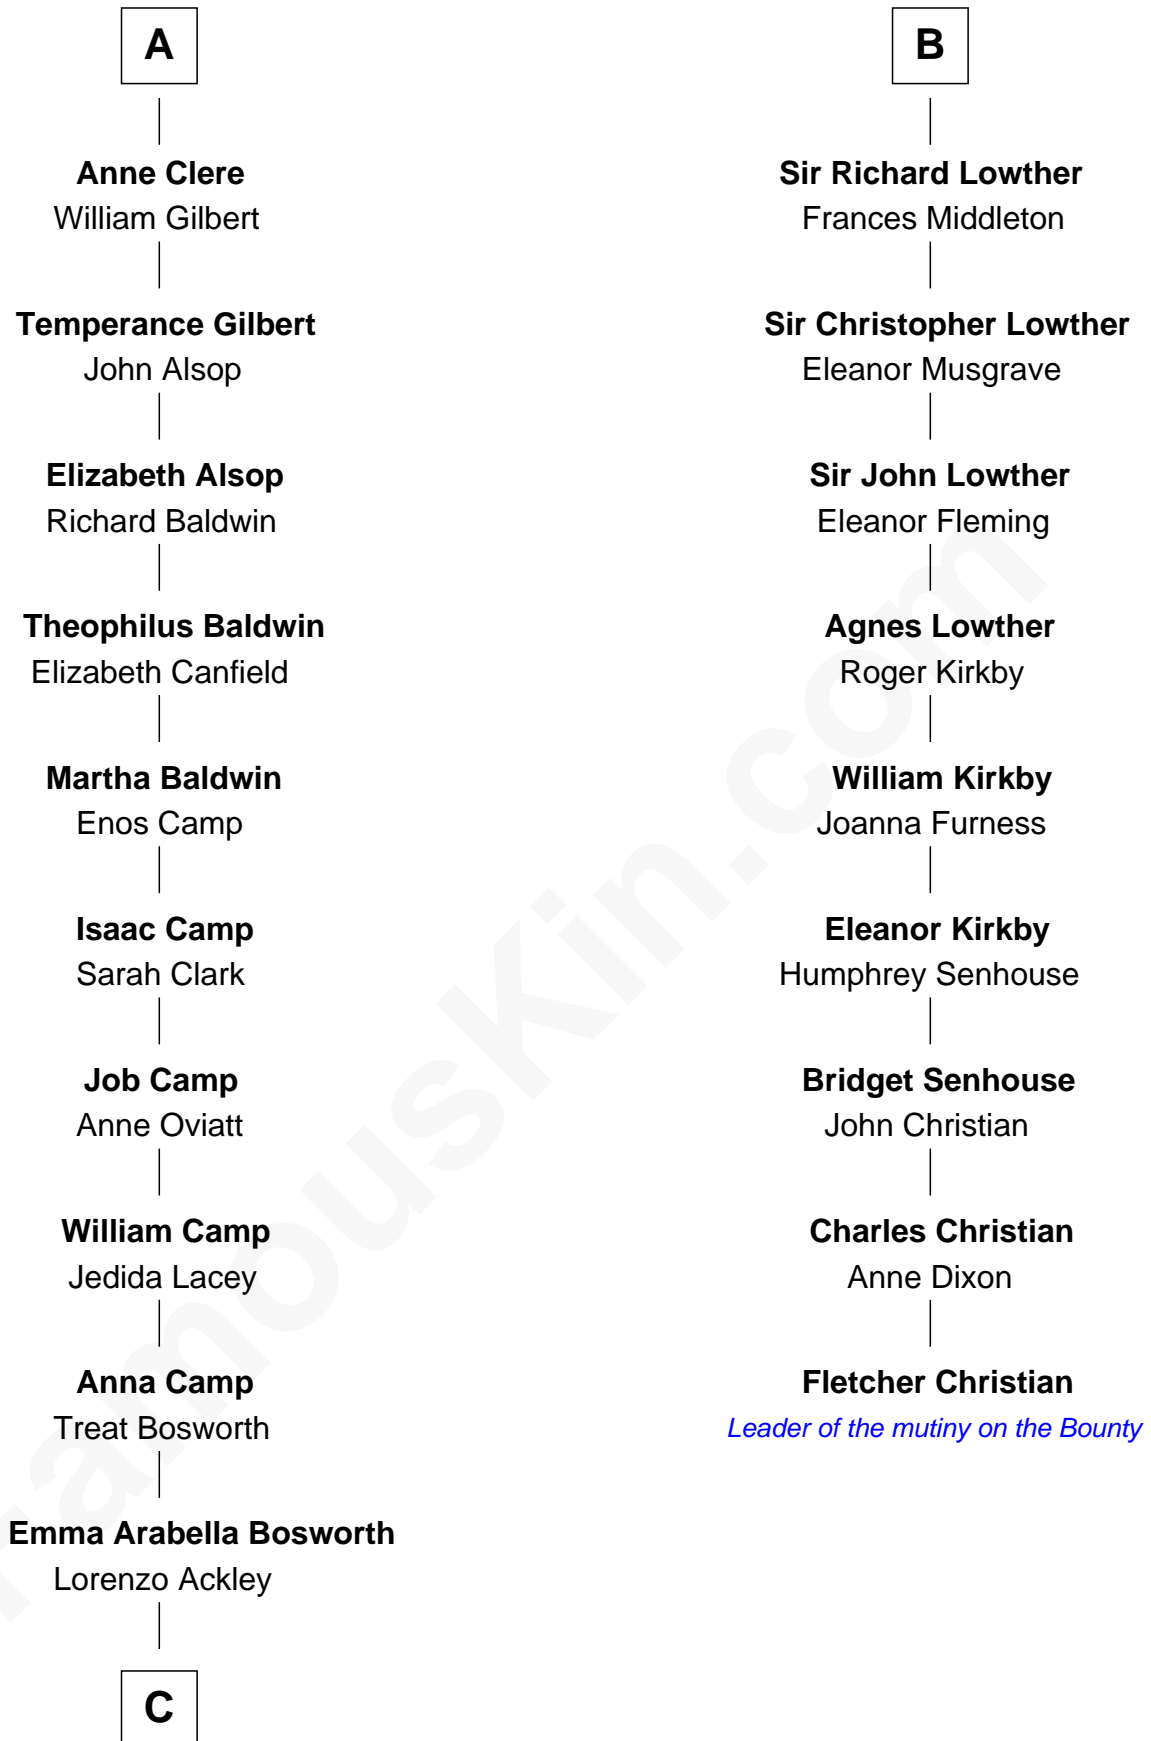 A
Anne Clere
William Gilbert
Temperance Gilbert
John Alsop
Elizabeth Alsop
Richard Baldwin
Theophilus Baldwin
Elizabeth Canfield
Martha Baldwin
Enos Camp
Isaac Camp
Sarah Clark
Job Camp
Anne Oviatt
William Camp
Jedida Lacey
Anna Camp
Treat Bosworth
Emma Arabella Bosworth
Lorenzo Ackley
C
B
Sir Richard Lowther
Frances Middleton
Sir Christopher Lowther
Eleanor Musgrave
Sir John Lowther
Eleanor Fleming
Agnes Lowther
Roger Kirkby
William Kirkby
Joanna Furness
Eleanor Kirkby
Humphrey Senhouse
Bridget Senhouse
John Christian
Charles Christian
Anne Dixon
Fletcher Christian
Leader of the mutiny on the Bounty
FamousKin.com